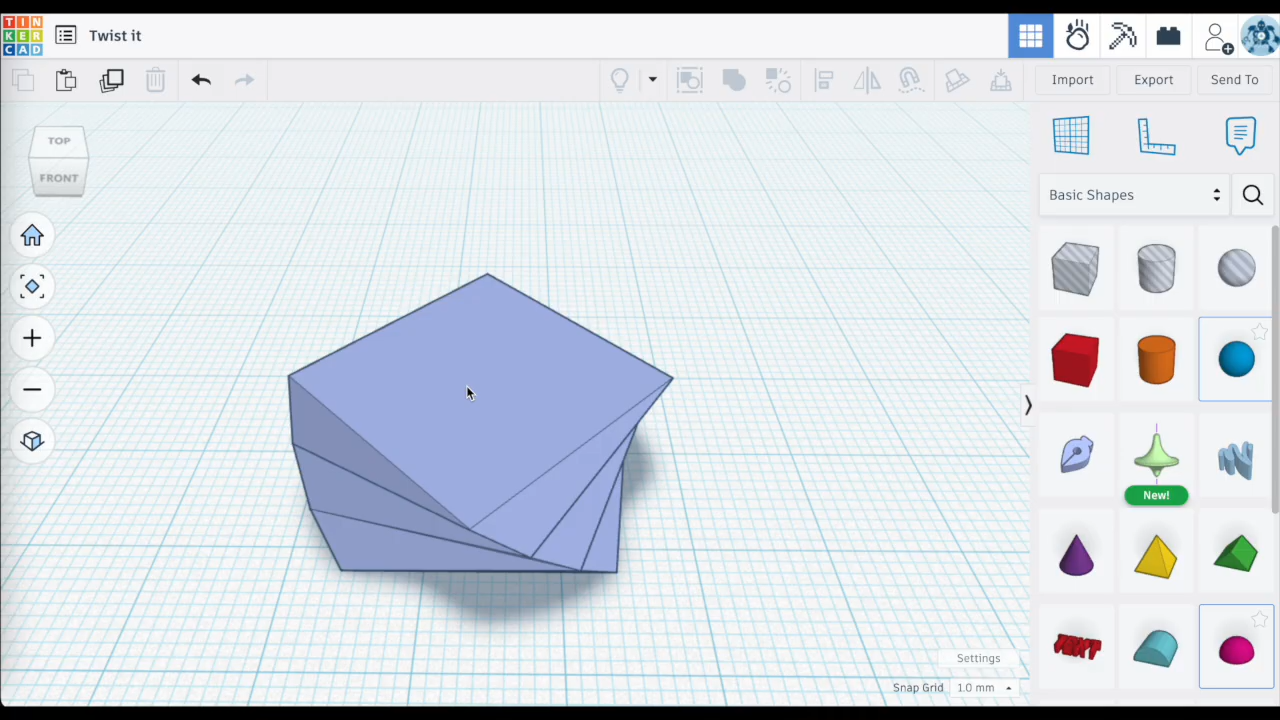 TIN
KER
CAD
Twist it
Import
Export
Send To
TOP
FRONT
Basic Shapes
New!
TEXT
Settings
Snap Grid 1.0 mm